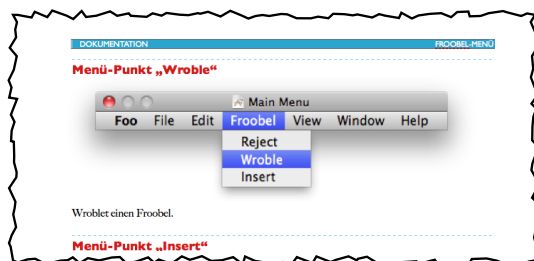 DOKUMENTATION FROOBEL-MENÜ
Menü-Punkt „Wroble“
Main Menu
Foo File Edit Froobel View Window Help
Reject
Wroble
Insert
Wroblet einen Froobel.
Menü-Punkt „Insert“